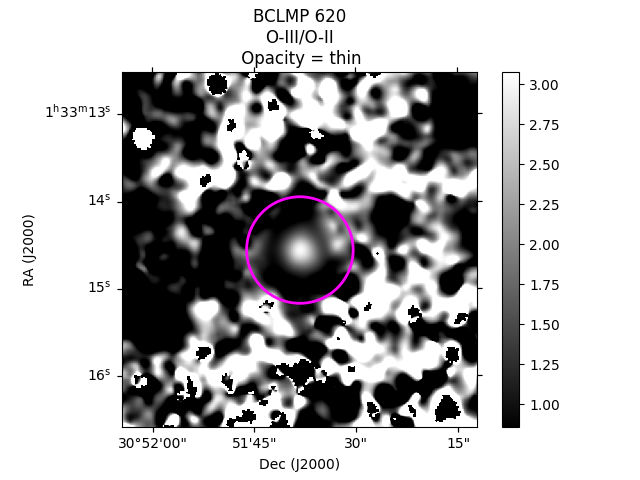 BCLMP 620
O-III/O-II
Opacity = thin
1ʰ33ᵐ13ˢ
14ˢ
15ˢ
16ˢ
RA (J2000)
30°52'00"
51'45"
30"
15"
Dec (J2000)
3.00
2.75
2.50
2.25
2.00
1.75
1.50
1.25
1.00